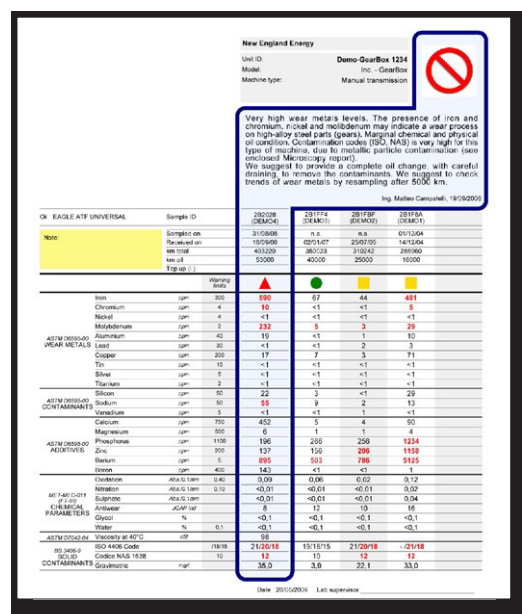 New England Energy
Unit ID: Demo-GearBox 1234
Model: Inc. - GearBox
Machine type: Manual transmission
Very high wear metals levels. The presence of iron and
chromium, nickel and molibdenum may indicate a wear process
on high-alloy steel parts (gears). Marginal chemical and physical
oil condition. Contamination codes (ISO, NAS) is very high for this
type of machine, due to metallic particle contamination (see
enclosed Microscopy report).
We suggest to provide a complete oil change, with careful
draining, to remove the contaminants. We suggest to check
trends of wear metals by resampling after 5000 km.
Ing. Matteo Campatelli, 19/09/2008
Oil EAGLE ATF UNIVERSAL Sample ID 2B2028 2B1FF4 2B1FBF 2B1F8A
(DEMO4) (DEMO3) (DEMO2) (DEMO1)
Note: Sampled on 31/08/08 n.a. n.a. 01/12/04
Received on 10/09/08 02/01/07 25/07/05 14/12/04
km total 403229 350023 310242 288060
km oil 53000 40000 25000 16000
Top up
Warning
limits
Iron ppm 300 590 67 44 481
Chromium ppm 4 10 <1 <1 5
Nickel ppm 4 <1 <1 <1 <1
Molybdenum ppm 3 232 5 3 29
ASTM D6595-00 Aluminium ppm 40 19 <1 1 10
WEAR METALS Lead ppm 30 <1 <1 2 3
Copper ppm 200 17 7 3 71
Tin ppm 10 <1 <1 <1 <1
Silver ppm 5 <1 <1 <1 <1
Titanium ppm 2 <1 <1 <1 <1
ASTM D6595-00 Silicon ppm 50 22 3 <1 29
CONTAMINANTS Sodium ppm 50 55 9 2 13
Vanadium ppm 5 <1 <1 1 <1
Calcium ppm 750 452 5 4 90
Magnesium ppm 500 6 1 1 4
ASTM D6595-00 Phosphorus ppm 1100 196 266 256 1234
ADDITIVES Zinc ppm 200 137 156 206 1158
Barium ppm 5 895 503 786 5125
Boron ppm 400 143 <1 <1 1
Oxidation Abs/0.1mm 0,40 0,09 0,06 0,02 0,12
Nitration Abs/0.1mm 0,10 <0,01 <0,01 <0,01 0,02
MET-MEC-011
(FT-IR) Sulphate Abs/0.1mm <0,01 <0,01 <0,01 0,04
CHEMICAL Antiwear 8 12 10 16
PARAMETERS Glycol % <0,1 <0,1 <0,1 <0,1
Water % 0,1 <0,1 <0,1 <0,1 <0,1
ASTM D7042-04 Viscosity at 40°C cSt 98
BS 3406-9 ISO 4406 Code /18/15 21/20/18 19/18/15 21/20/18 - /21/18
SOLID Codice NAS 1638 10 12 10 12 12
CONTAMINANTS Gravimetric mg/l 35,0 3,9 22,1 33,0
Date 20/05/2009 Lab supervisor